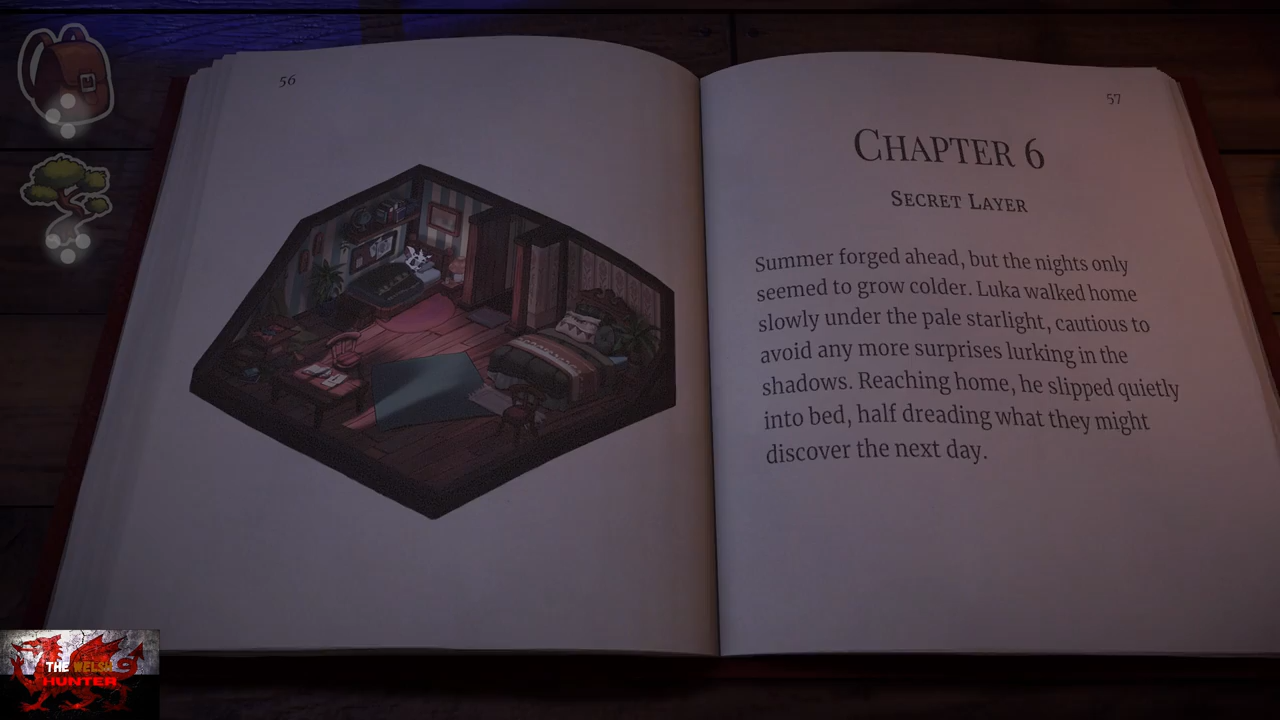 56
57
Chapter 6
Secret Layer
Summer forged ahead, but the nights only
seemed to grow colder. Luka walked home
slowly under the pale starlight, cautious to
avoid any more surprises lurking in the
shadows. Reaching home, he slipped quietly
into bed, half dreading what they might
discover the next day.
THE WELSH
HUNTER